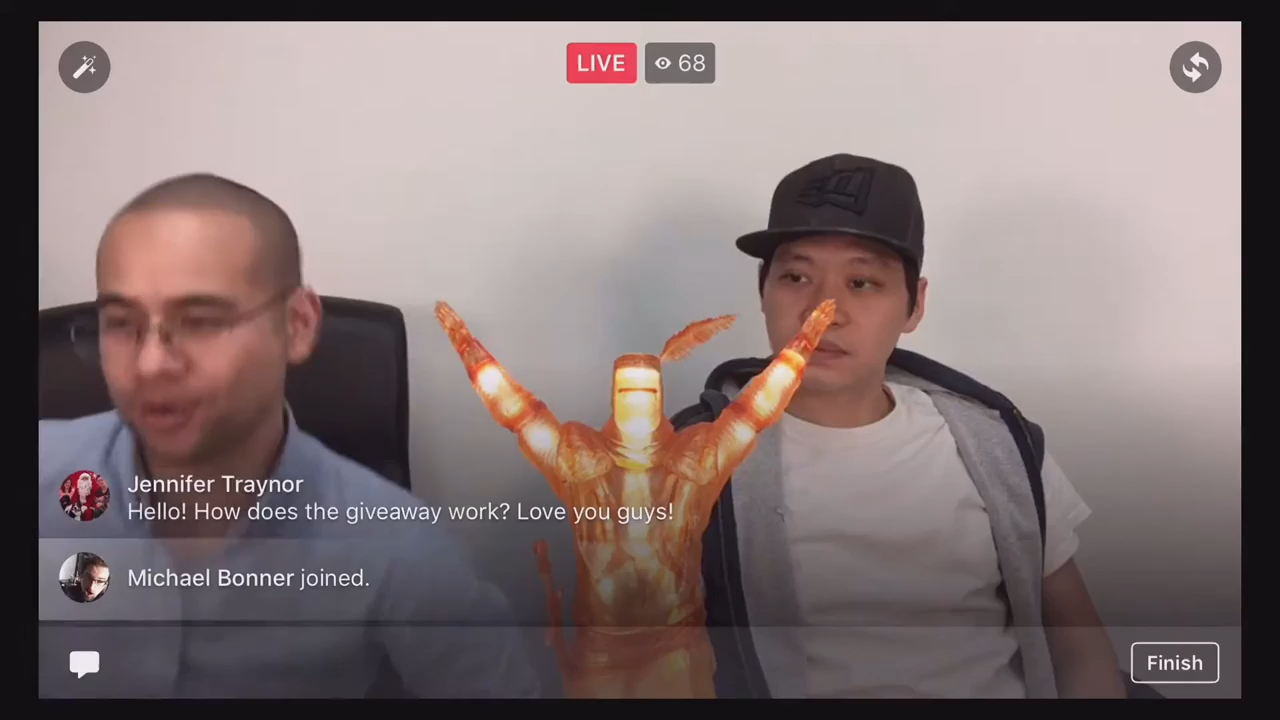 LIVE 68
Jennifer Traynor
Hello! How does the giveaway work? Love you guys!
Michael Bonner joined.
Finish